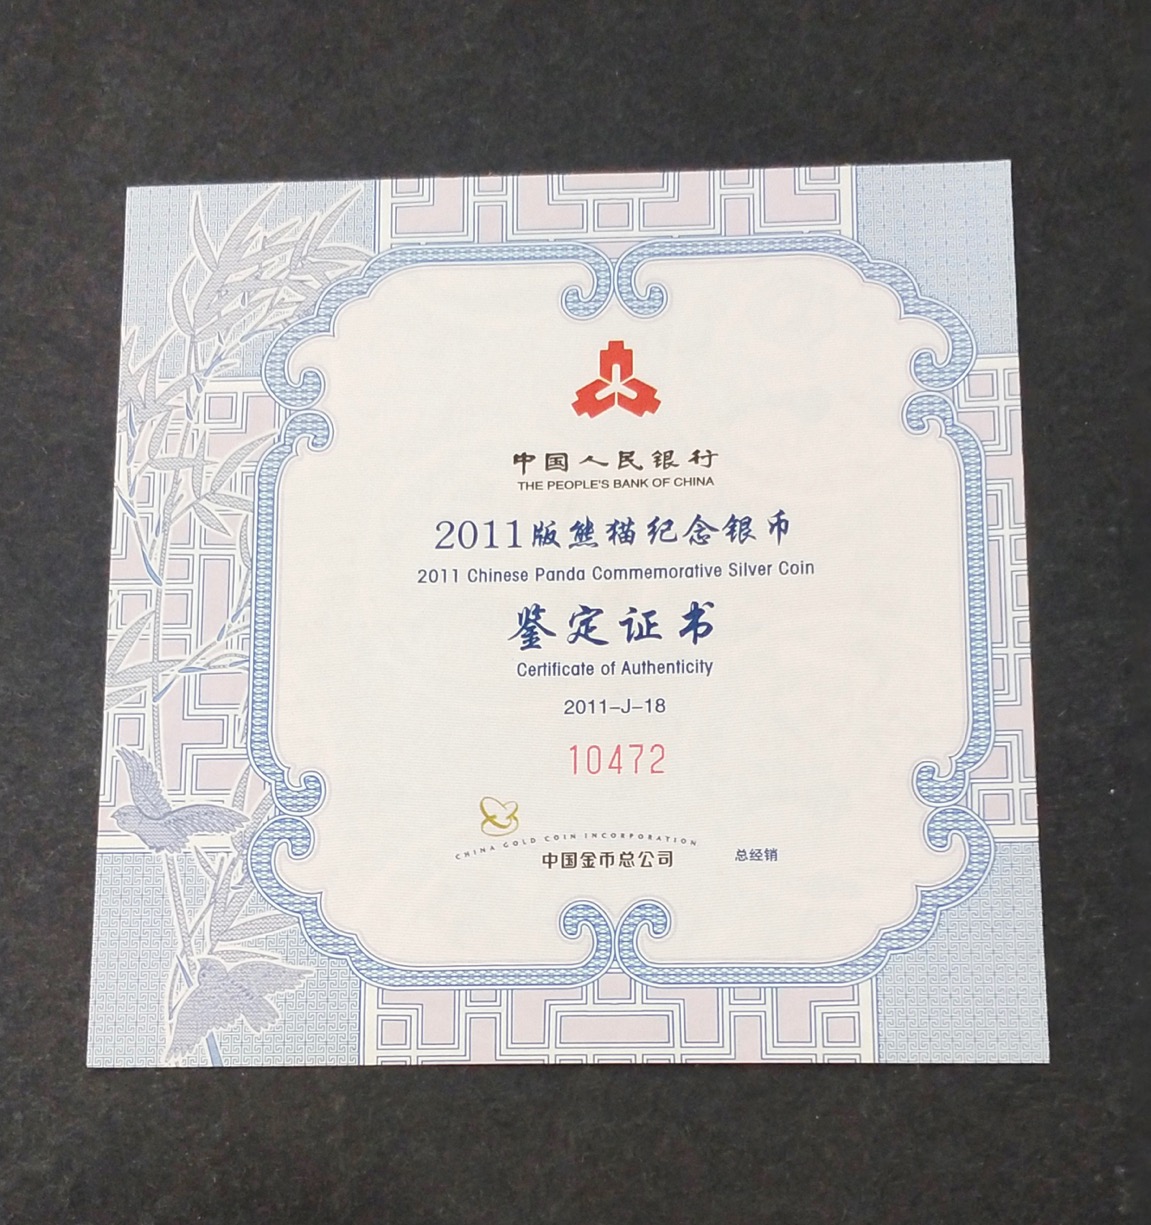 中国人民银行
THE PEOPLE'S BANK OF CHINA
2011版熊猫纪念银币
2011 Chinese Panda Commemorative Silver Coin
鉴定证书
Certificate of Authenticity
2011-J-18
10472
CHINA GOLD COIN INCORPORATION
中国金币总公司 总经销